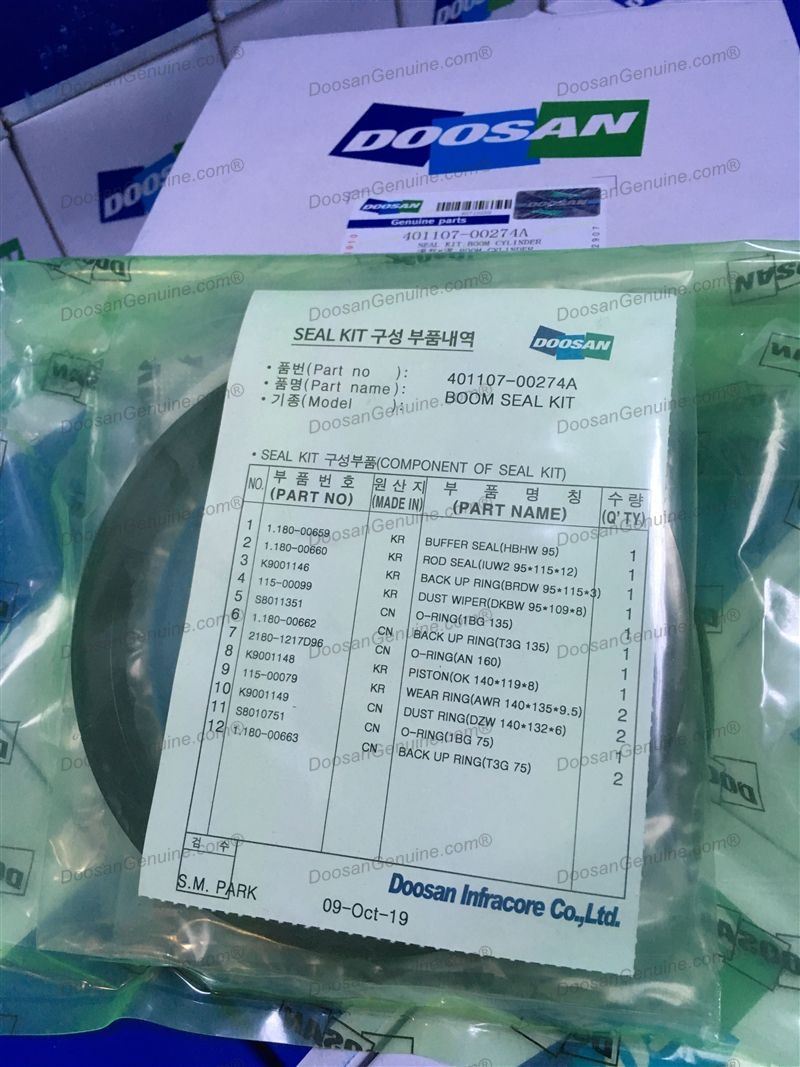 DOOSAN
DOOSAN
DOOSAN
DOOSAN
Genuine parts
401107-00274A
SEAL KIT BOOM CYLINDER
2907
SEAL KIT 구성 부품내역
DOOSAN
• 품번(Part no ): 401107-00274A
• 품명(Part name): BOOM SEAL KIT
• 기종(Model ):
• SEAL KIT 구성부품(COMPONENT OF SEAL KIT)
NO. 부 품 번 호 (PART NO) 원 산 지 (MADE IN) 부 품 명 칭 (PART NAME) 수 량 (Q'TY)
1 1.180-00659 KR BUFFER SEAL(HBHW 95) 1
2 1.180-00660 KR ROD SEAL(IUW2 95*115*12) 1
3 K9001146 KR BACK UP RING(BRDW 95*115*3) 1
4 115-00099 KR DUST WIPER(DKBW 95*109*8) 1
5 S8011351 CN O-RING(1BG 135) 1
6 1.180-00662 CN BACK UP RING(T3G 135) 1
7 2180-1217D96 CN O-RING(AN 160) 1
8 K9001148 KR PISTON(OK 140*119*8) 1
9 115-00079 KR WEAR RING(AWR 140*135*9.5) 2
10 K9001149 CN DUST RING(DZW 140*132*6) 2
11 S8010751 CN O-RING(1BG 75) 1
12 1.180-00663 CN BACK UP RING(T3G 75) 2
검 수
S.M. PARK
09-Oct-19
Doosan Infracore Co.,Ltd.
DoosanGenuine.com®